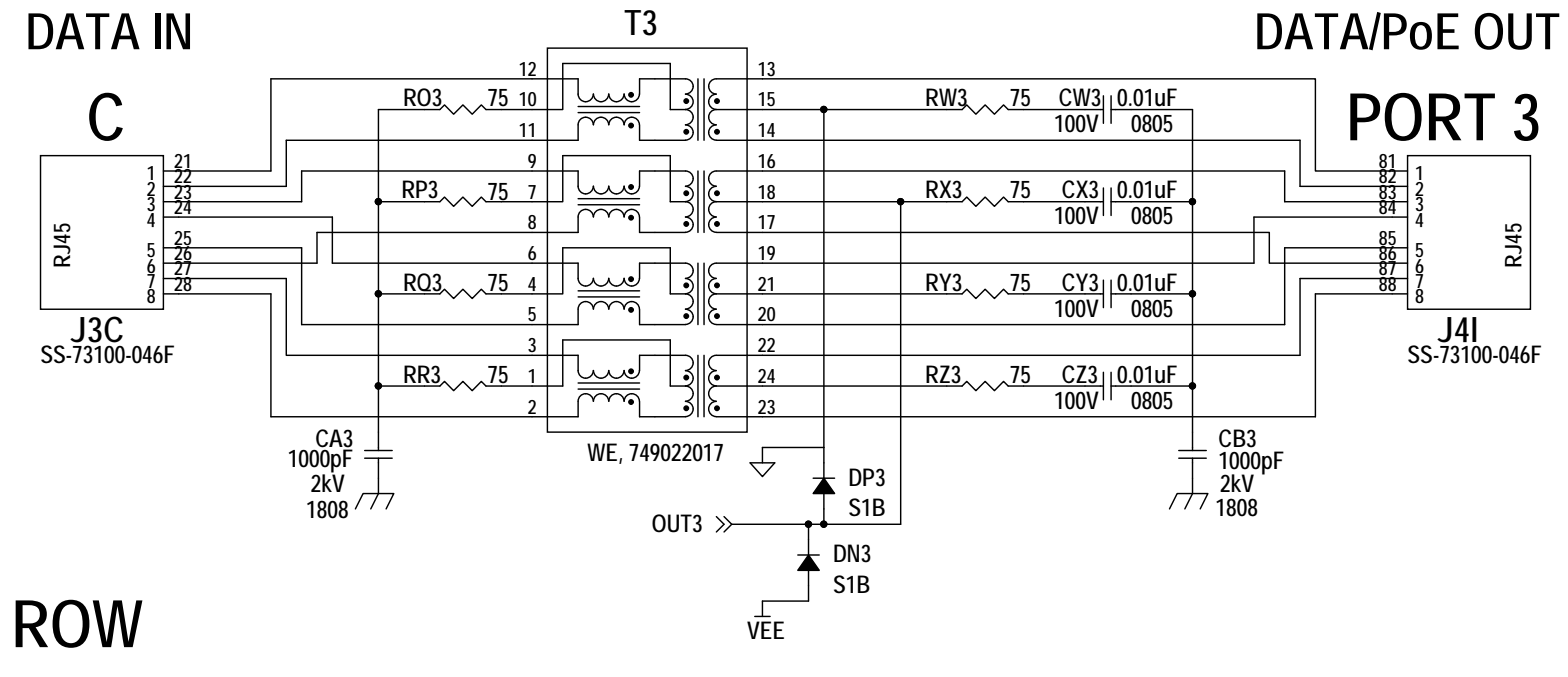 DATA IN
T3
DATA/PoE OUT
C
PORT 3
12
13
RO3 75 10
15
RW3 75 CW3 0.01uF
100V 0805
11
14
21
1
22
2
23
3
24
4
25
5
26
6
27
7
28
8
RJ45
J3C
SS-73100-046F
9
16
RP3 75 7
18
RX3 75 CX3 0.01uF
100V 0805
8
17
6
19
RQ3 75 4
21
RY3 75 CY3 0.01uF
100V 0805
5
20
3
22
RR3 75 1
24
RZ3 75 CZ3 0.01uF
100V 0805
2
23
81
1
82
2
83
3
84
4
85
5
86
6
87
7
88
8
RJ45
J4I
SS-73100-046F
CA3
1000pF
2kV
1808
WE, 749022017
CB3
1000pF
2kV
1808
DP3
S1B
OUT3
DN3
S1B
VEE
ROW